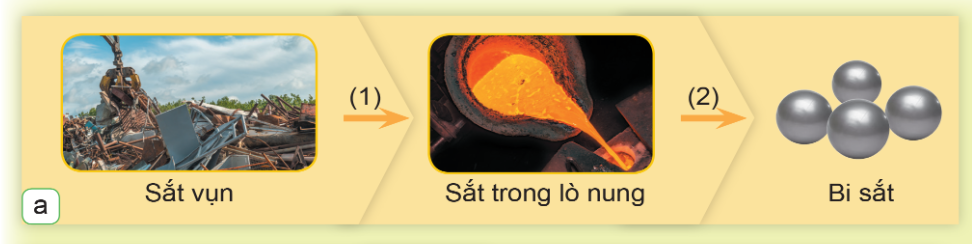 (1)
(2)
Sắt vụn
Sắt trong lò nung
Bi sắt
a